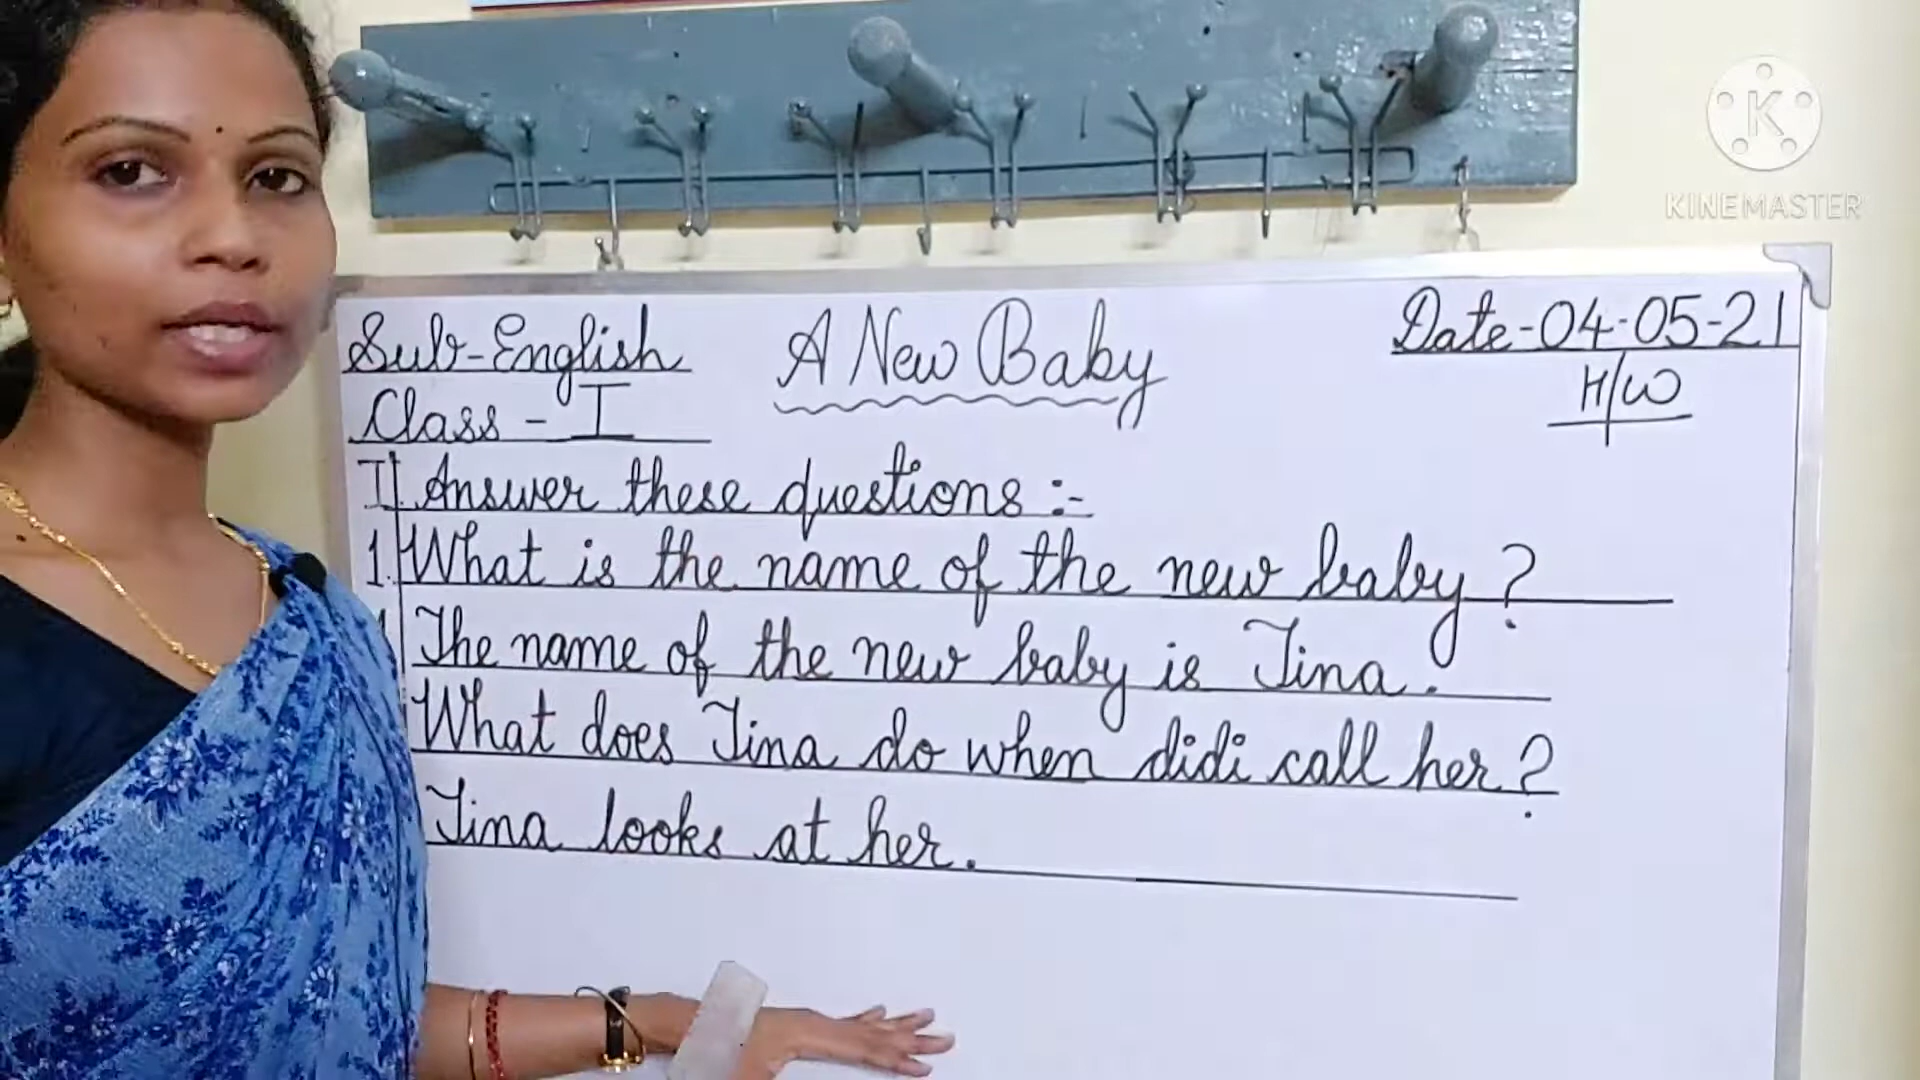 KINEMASTER
Sub-English
A New Baby
Date-04-05-21
Class - I
H/W
II. Answer these questions :-
1. What is the name of the new baby?
The name of the new baby is Tina.
What does Tina do when didi call her?
Tina looks at her.